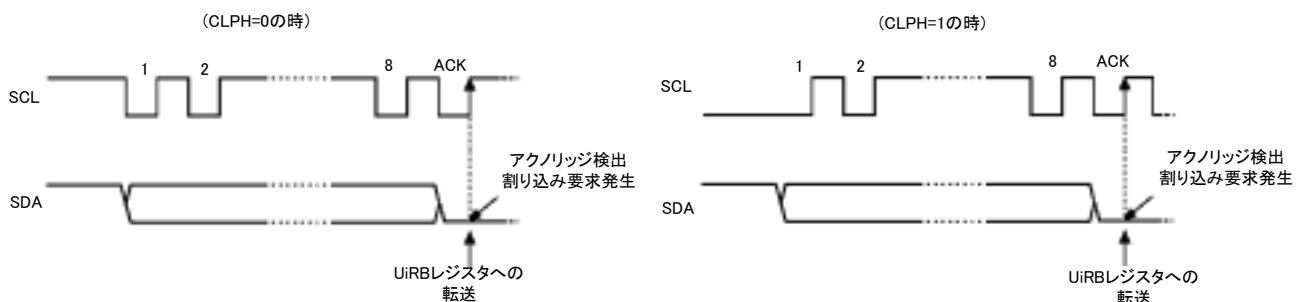 (CLPH=0の時)
1
2
8
ACK
SCL
SDA
アクノリッジ検出
割り込み要求発生
UiRBレジスタへの
転送
(CLPH=1の時)
1
2
8
ACK
SCL
SDA
アクノリッジ検出
割り込み要求発生
UiRBレジスタへの
転送